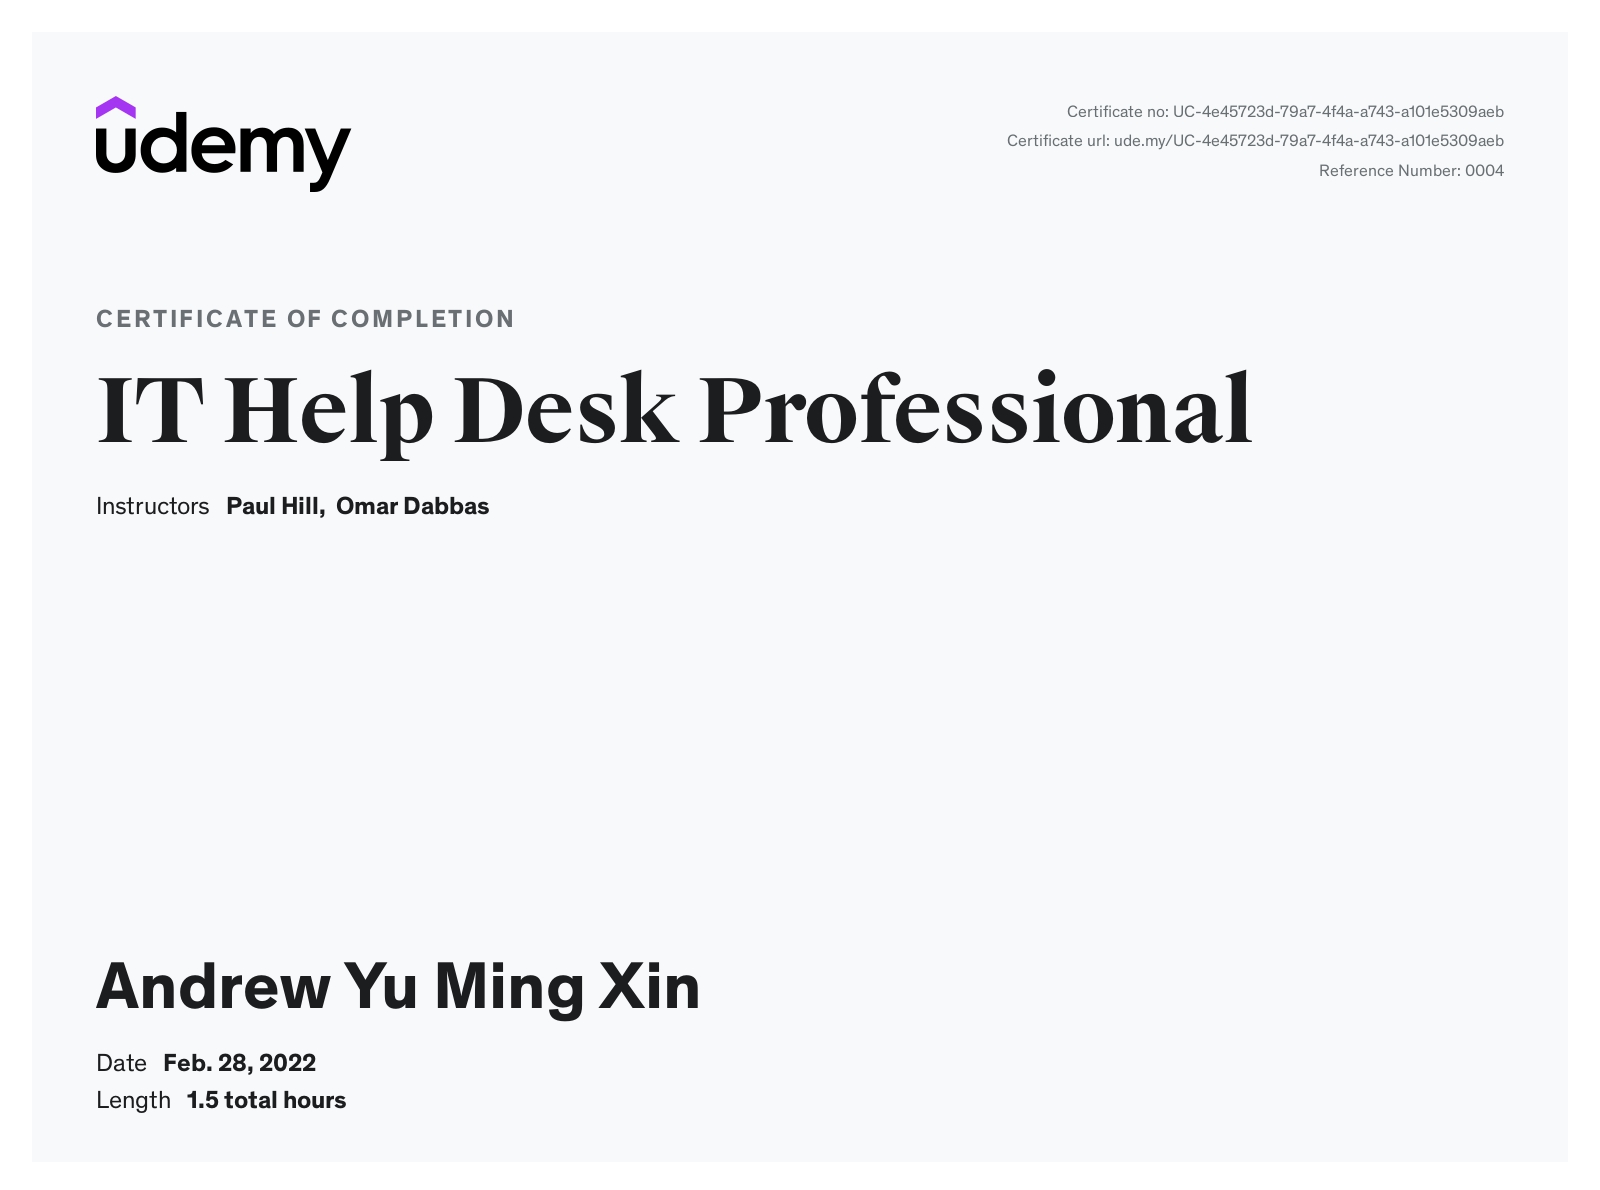 udemy
Certificate no: UC-4e45723d-79a7-4f4a-a743-a101e5309aeb
Certificate url: ude.my/UC-4e45723d-79a7-4f4a-a743-a101e5309aeb
Reference Number: 0004
CERTIFICATE OF COMPLETION
IT Help Desk Professional
Instructors Paul Hill, Omar Dabbas
Andrew Yu Ming Xin
Date Feb. 28, 2022
Length 1.5 total hours